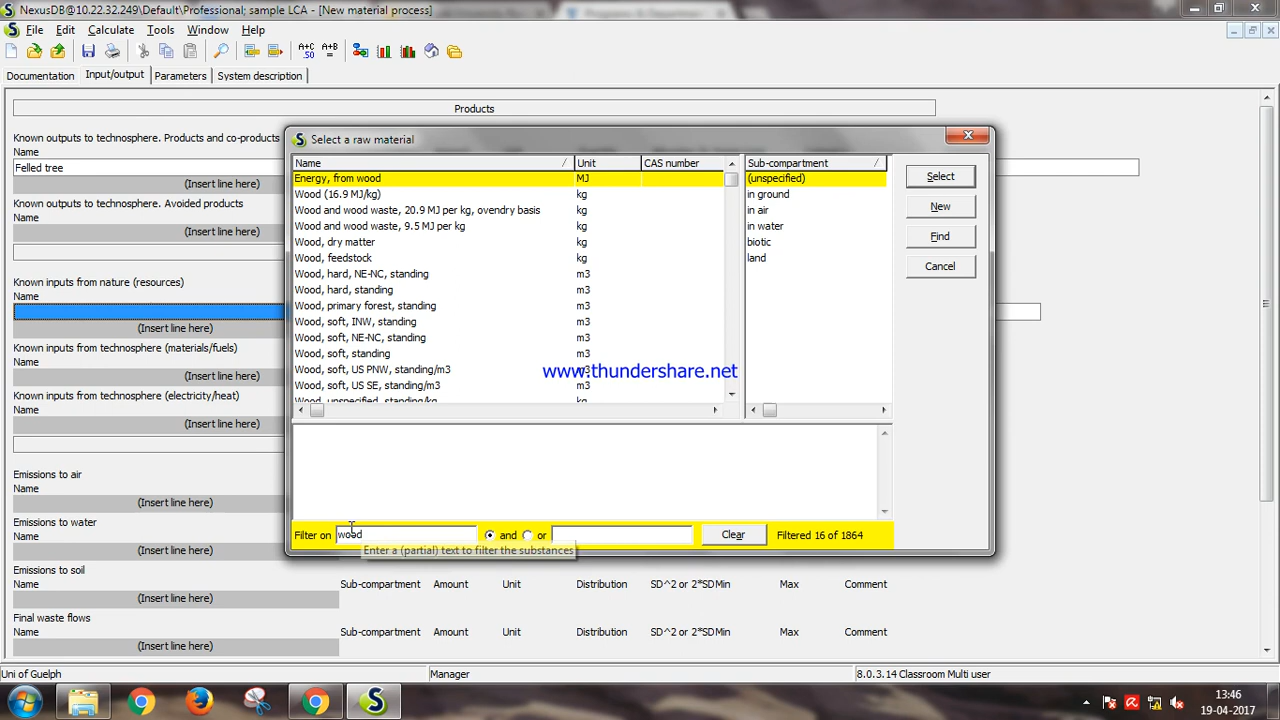 NexusDB@10.22.32.249\Default\Professional; sample LCA - [New material process]
File Edit Calculate Tools Window Help
Documentation Input/output Parameters System description
Products
Known outputs to technosphere. Products and co-products
Name
Felled tree
(Insert line here)
Known outputs to technosphere. Avoided products
Name
(Insert line here)
Known inputs from nature (resources)
Name
(Insert line here)
Known inputs from technosphere (materials/fuels)
Name
(Insert line here)
Known inputs from technosphere (electricity/heat)
Name
(Insert line here)
Select a raw material
Name Unit CAS number Sub-compartment
Energy, from wood MJ (unspecified)
Wood (16.9 MJ/kg) kg in ground
Wood and wood waste, 20.9 MJ per kg, ovendry basis kg in air
Wood and wood waste, 9.5 MJ per kg kg in water
Wood, dry matter kg biotic
Wood, feedstock kg land
Wood, hard, NE-NC, standing m3
Wood, hard, standing m3
Wood, primary forest, standing m3
Wood, soft, INW, standing m3
Wood, soft, NE-NC, standing m3
Wood, soft, standing m3
Wood, soft, US PNW, standing/m3 m3
Wood, soft, US SE, standing/m3 m3
Wood, unspecified, standing/kg kg
www.thundershare.net
Select
New
Find
Cancel
Filter on wood and or Clear Filtered 16 of 1864
Enter a (partial) text to filter the substances
Emissions to air
Name
(Insert line here)
Emissions to water
Name
(Insert line here)
Emissions to soil
Name Sub-compartment Amount Unit Distribution SD^2 or 2*SDMin Max Comment
(Insert line here)
Final waste flows
Name Sub-compartment Amount Unit Distribution SD^2 or 2*SDMin Max Comment
(Insert line here)
Uni of Guelph Manager 8.0.3.14 Classroom Multi user
13:46
19-04-2017